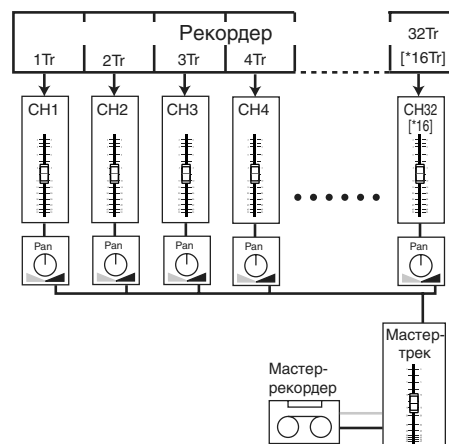 Рекордер
1Tr 2Tr 3Tr 4Tr 32Tr
[*16Tr]
CH1 CH2 CH3 CH4 CH32
[*16]
Pan Pan Pan Pan Pan
Мастер-
трек
Мастер-
рекордер